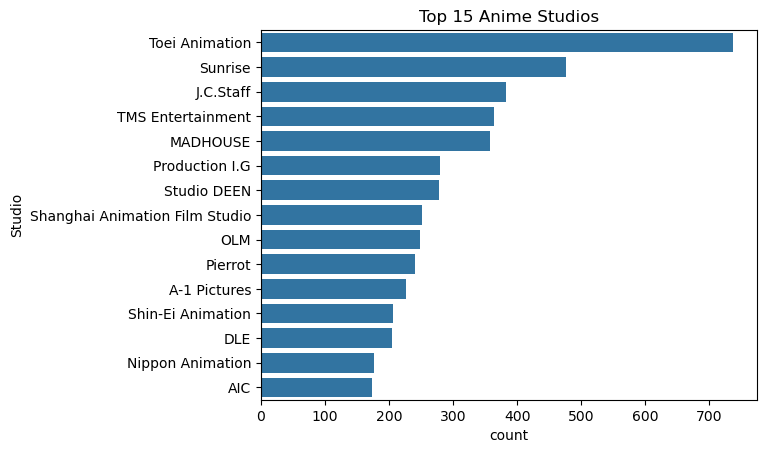 Top 15 Anime Studios
Studio
Toei Animation
Sunrise
J.C.Staff
TMS Entertainment
MADHOUSE
Production I.G
Studio DEEN
Shanghai Animation Film Studio
OLM
Pierrot
A-1 Pictures
Shin-Ei Animation
DLE
Nippon Animation
AIC
0 100 200 300 400 500 600 700
count